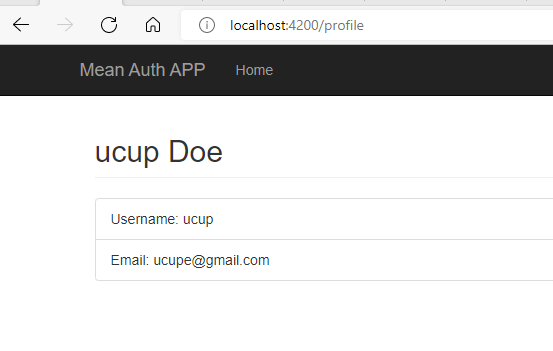 localhost:4200/profile
Mean Auth APP Home
ucup Doe
Username: ucup
Email: ucupe@gmail.com